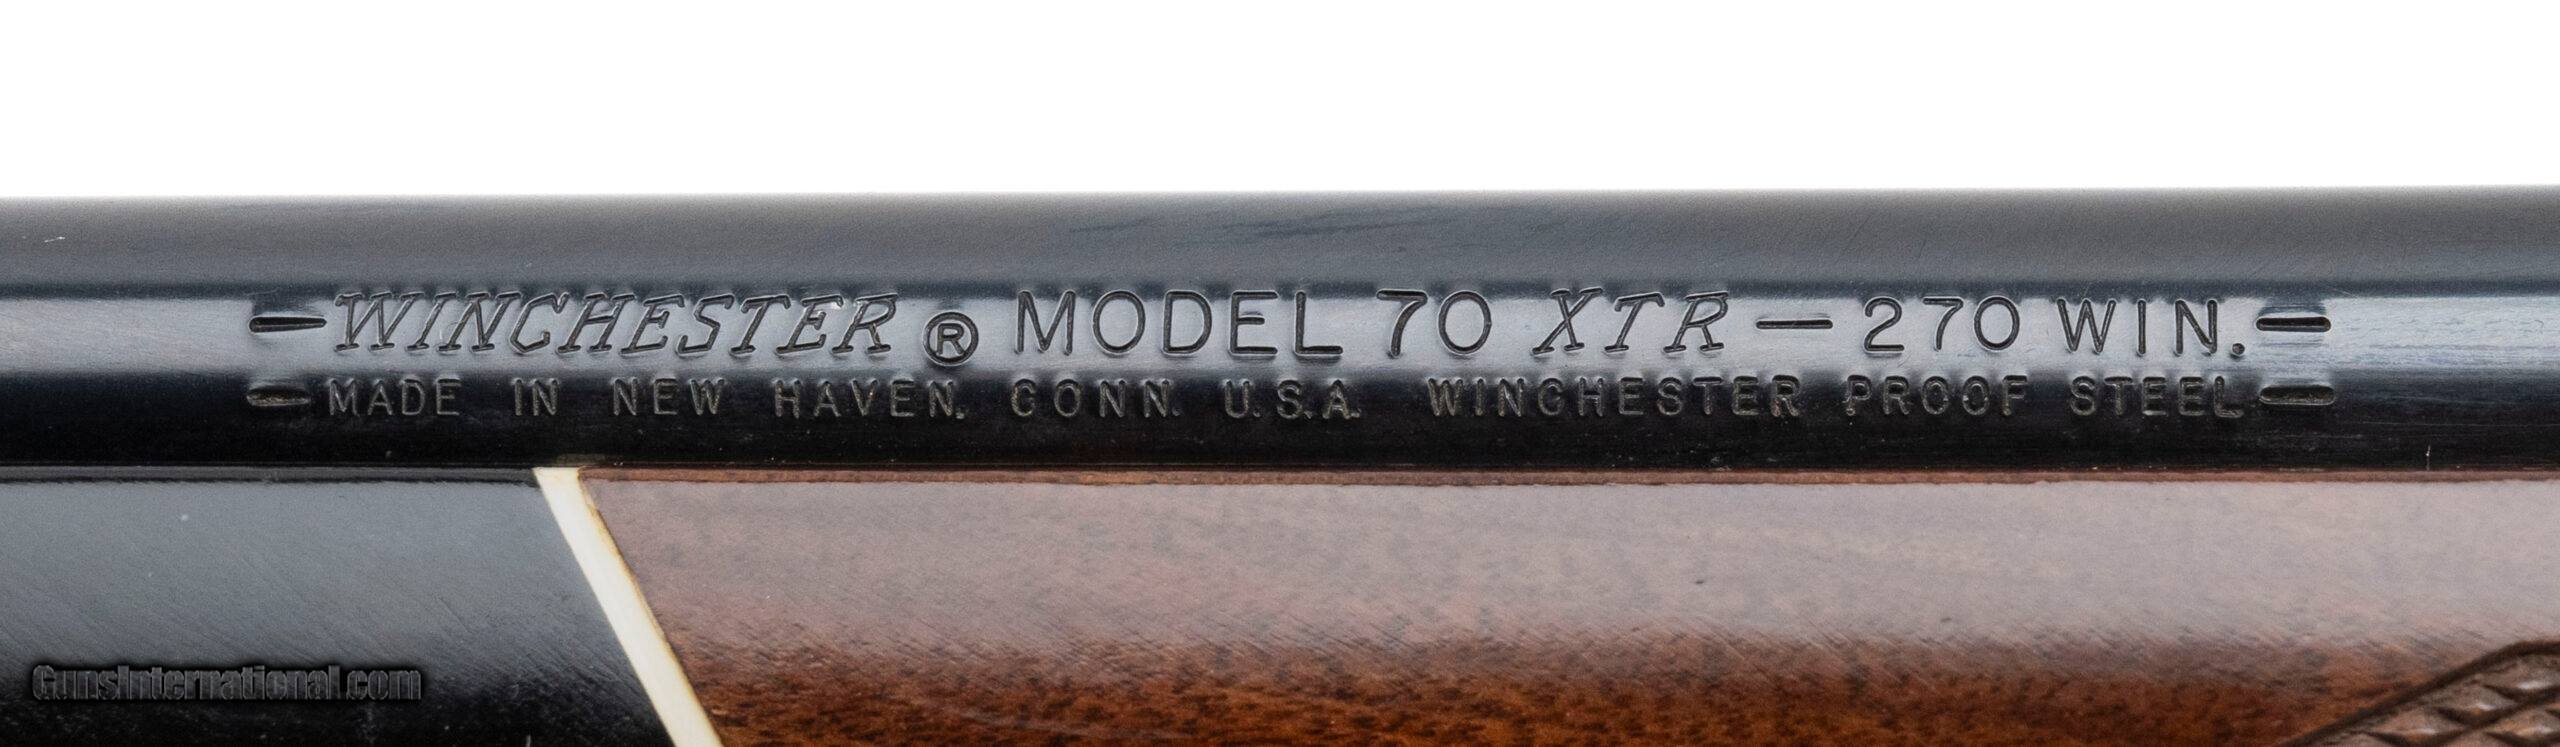 —WINCHESTER ® MODEL 70 XTR — 270 WIN.—
—MADE IN NEW HAVEN, CONN. U.S.A. WINCHESTER PROOF STEEL—
GunsInternational.com